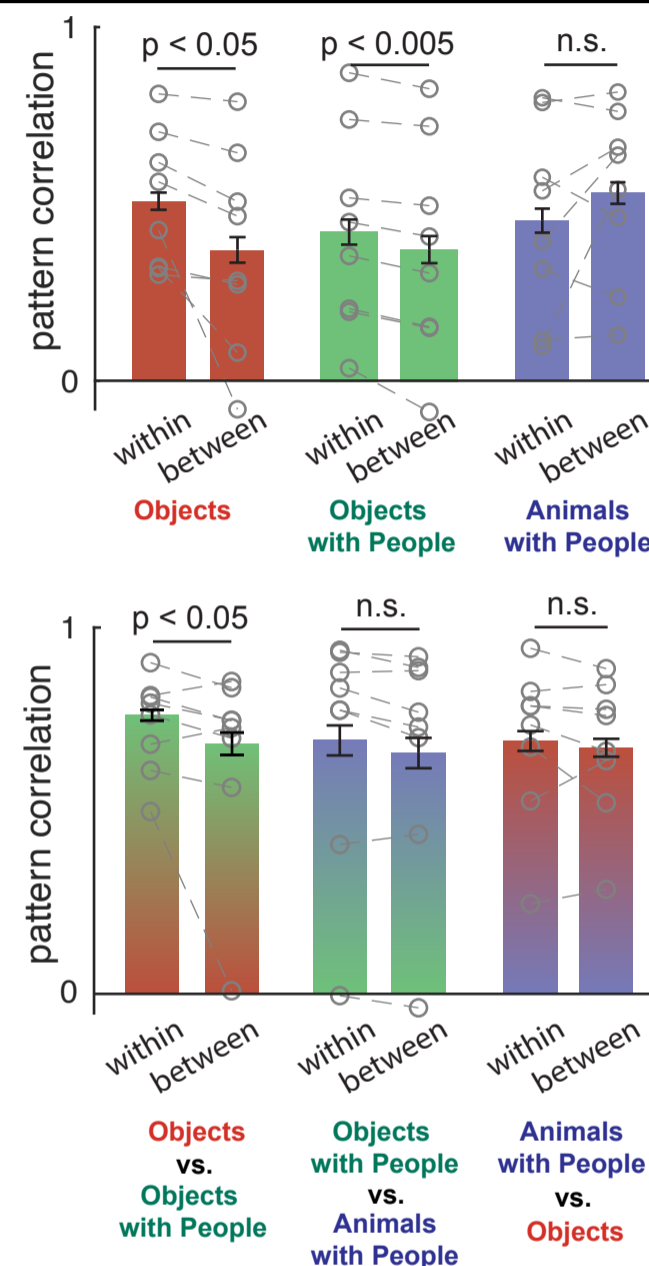 1
p < 0.05
p < 0.005
n.s.
pattern correlation
0
within
between
within
between
within
between
Objects
Objects
with People
Animals
with People
1
p < 0.05
n.s.
n.s.
pattern correlation
0
within
between
within
between
within
between
Objects
vs.
Objects
with People
Objects
with People
vs.
Animals
with People
Animals
with People
vs.
Objects